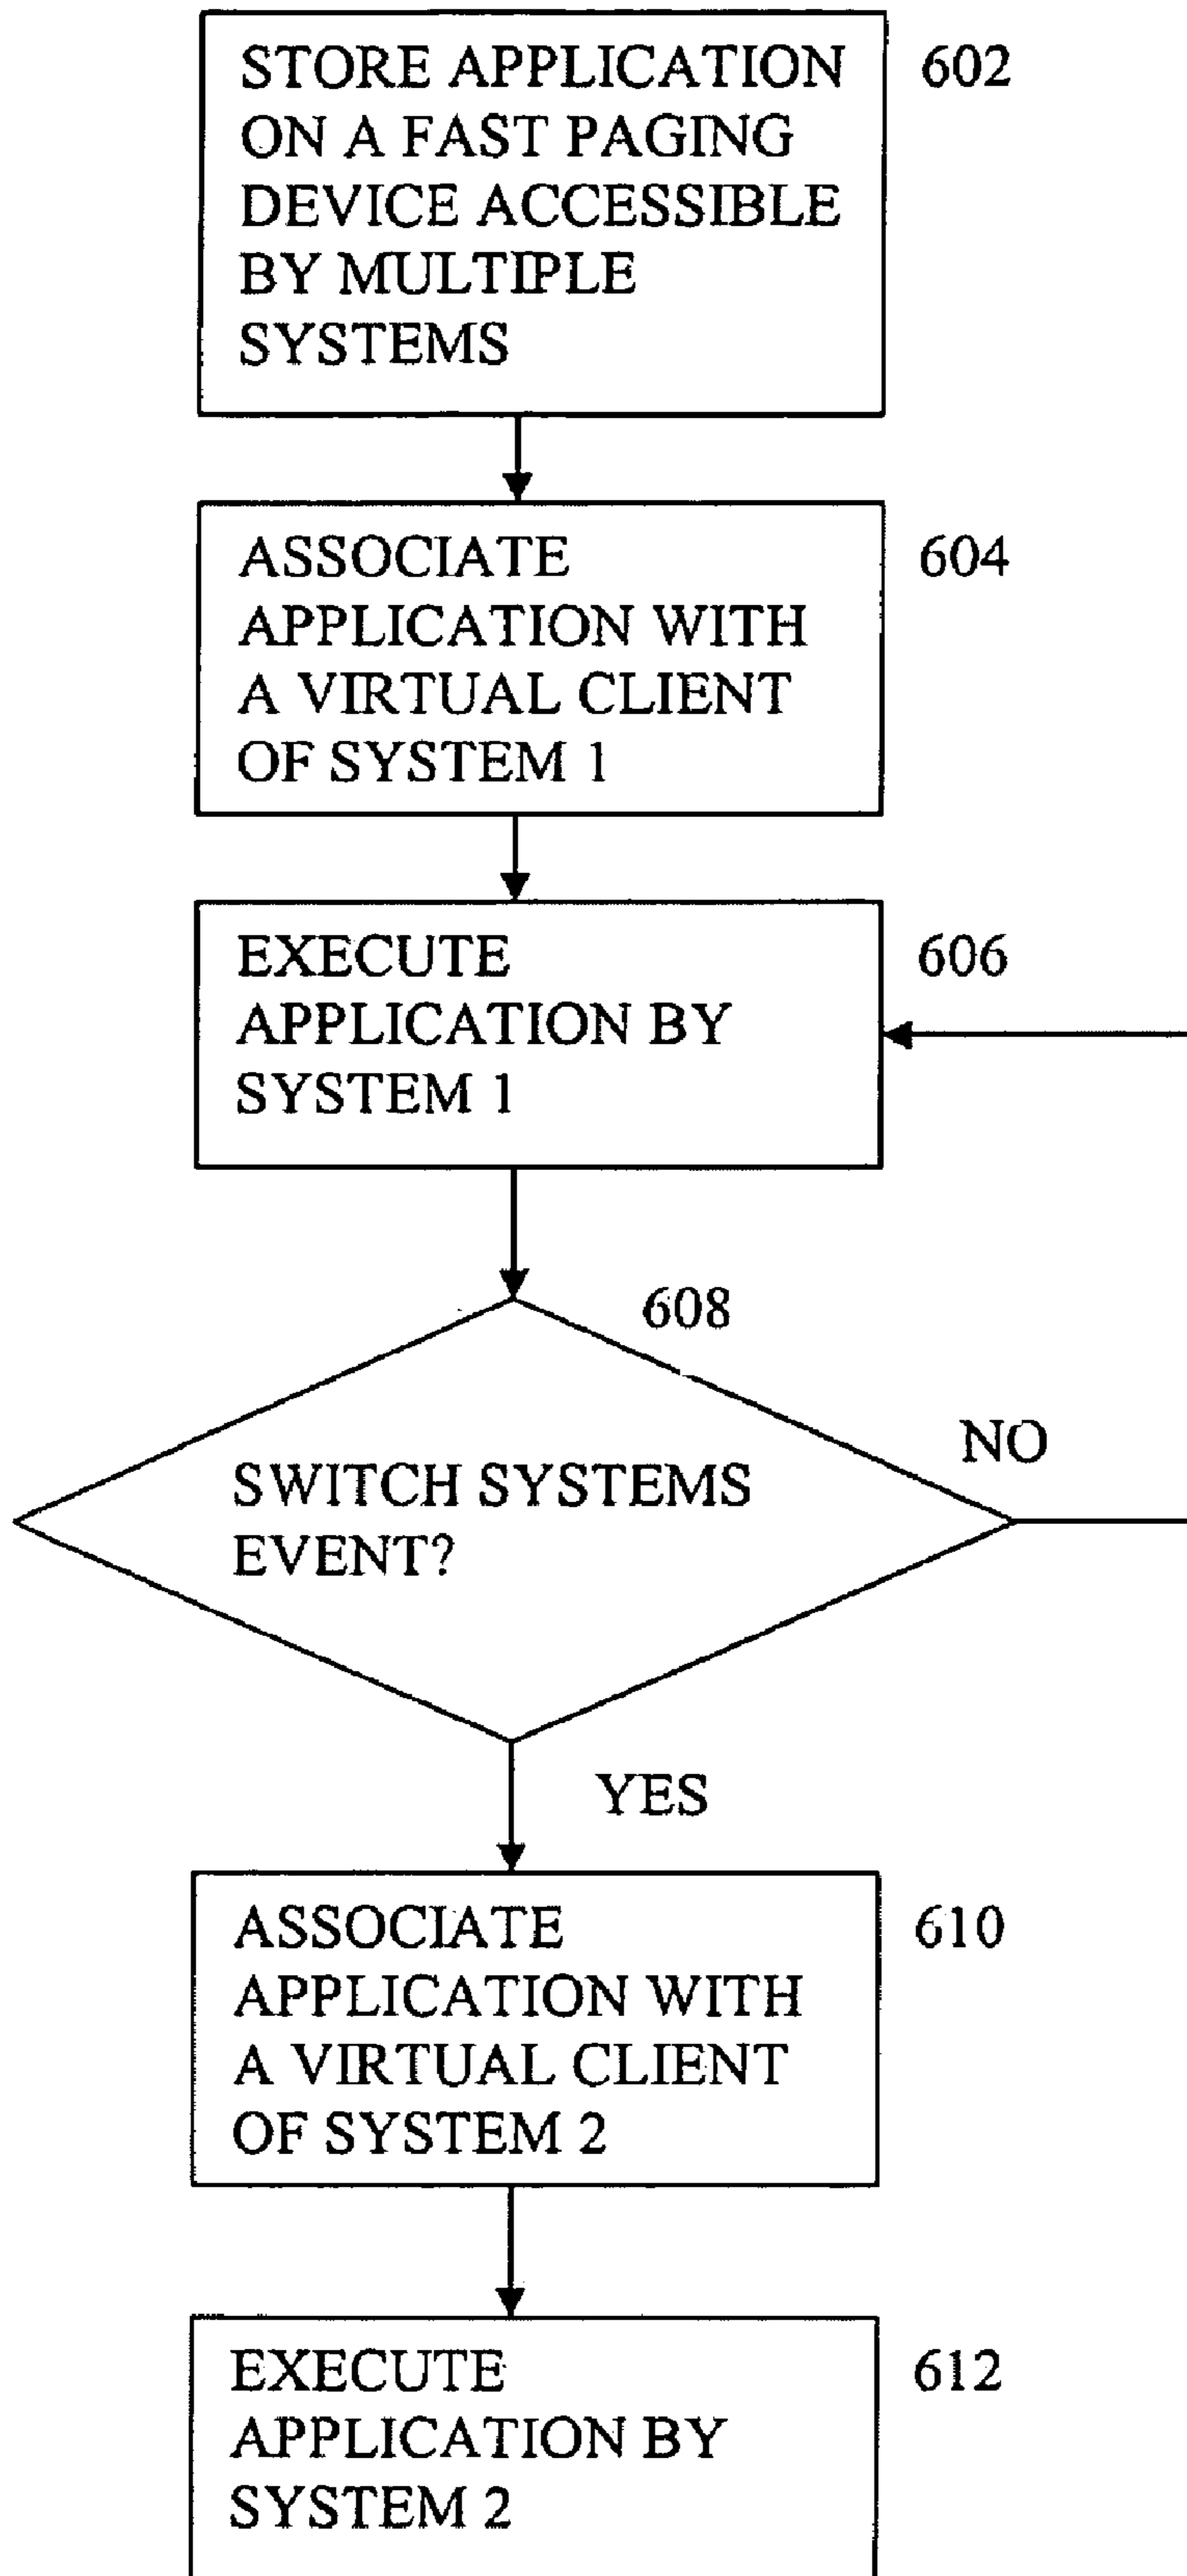 STORE APPLICATION
ON A FAST PAGING
DEVICE ACCESSIBLE
BY MULTIPLE
SYSTEMS
602
ASSOCIATE
APPLICATION WITH
A VIRTUAL CLIENT
OF SYSTEM 1
604
EXECUTE
APPLICATION BY
SYSTEM 1
606
608
SWITCH SYSTEMS
EVENT?
NO
YES
ASSOCIATE
APPLICATION WITH
A VIRTUAL CLIENT
OF SYSTEM 2
610
EXECUTE
APPLICATION BY
SYSTEM 2
612